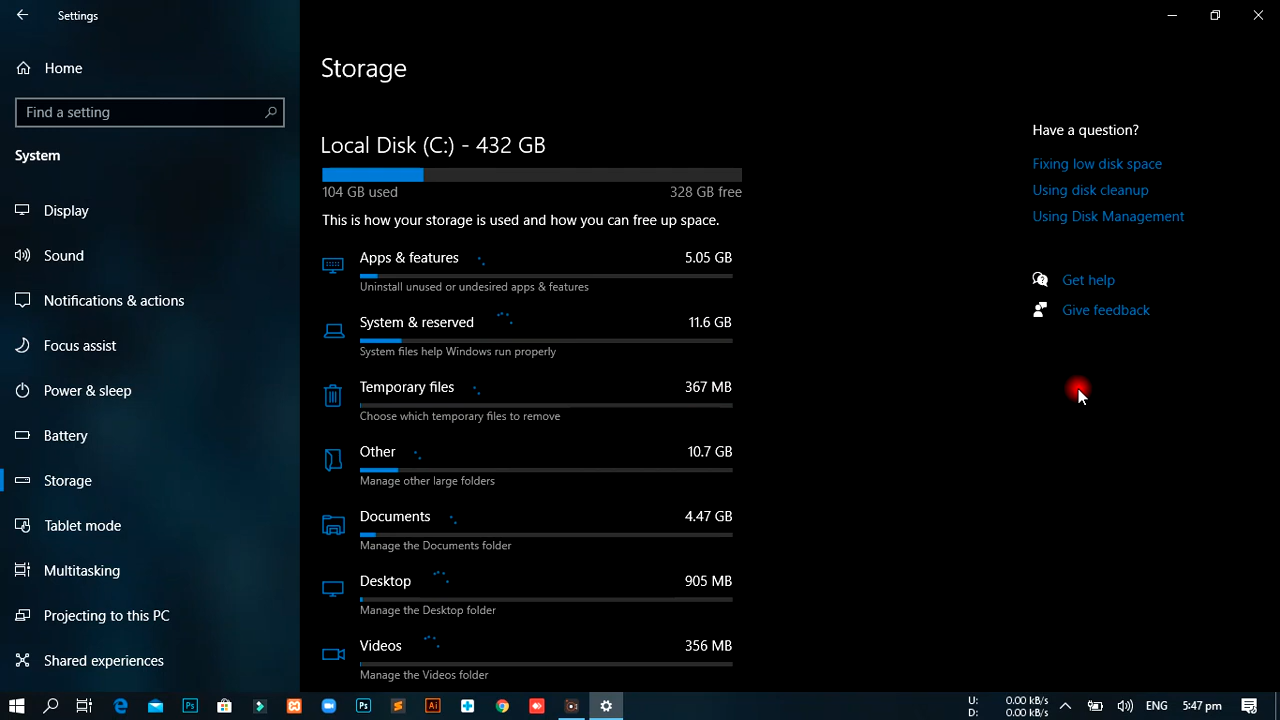 Settings
Home
Find a setting
System
Display
Sound
Notifications & actions
Focus assist
Power & sleep
Battery
Storage
Tablet mode
Multitasking
Projecting to this PC
Shared experiences
Storage
Local Disk (C:) - 432 GB
104 GB used 328 GB free
This is how your storage is used and how you can free up space.
Apps & features 5.05 GB
Uninstall unused or undesired apps & features
System & reserved 11.6 GB
System files help Windows run properly
Temporary files 367 MB
Choose which temporary files to remove
Other 10.7 GB
Manage other large folders
Documents 4.47 GB
Manage the Documents folder
Desktop 905 MB
Manage the Desktop folder
Videos 356 MB
Manage the Videos folder
Have a question?
Fixing low disk space
Using disk cleanup
Using Disk Management
Get help
Give feedback
Ps
Ps
Ai
U: 0.00 kB/s
D: 0.00 kB/s
ENG
5:47 pm